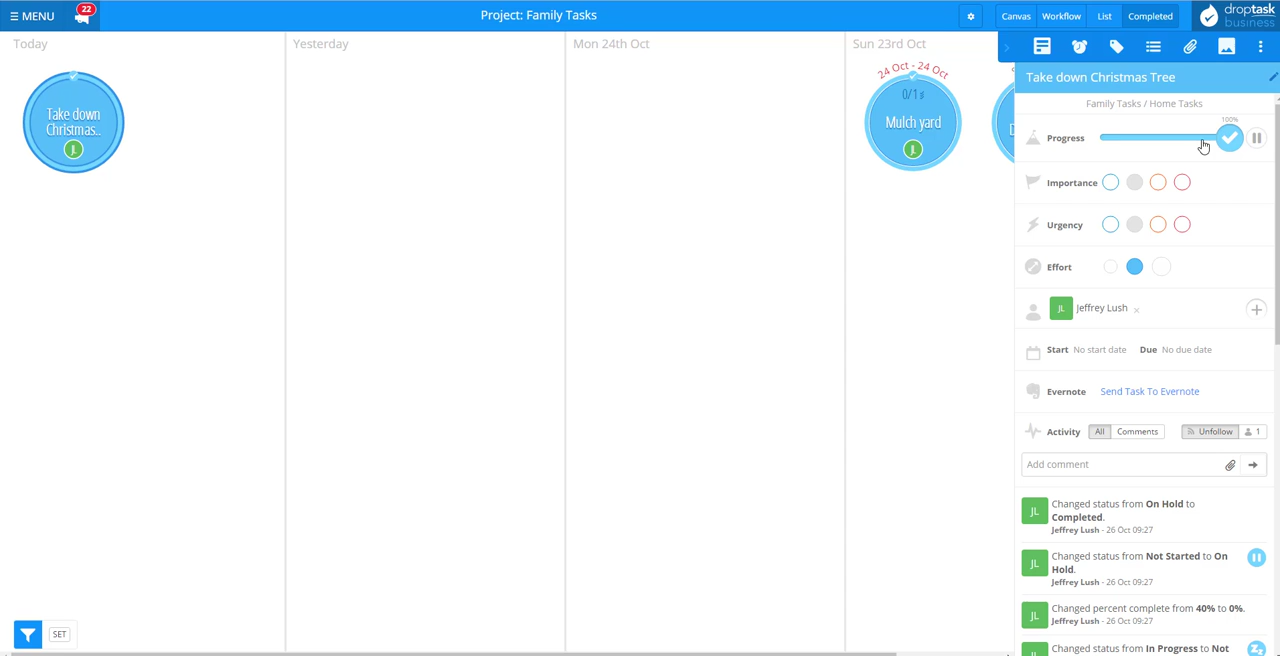 MENU
22
Project: Family Tasks
Canvas
Workflow
List
Completed
droptask
business
Today
Yesterday
Mon 24th Oct
Sun 23rd Oct
Take down
Christmas..
JL
24 Oct - 24 Oct
0/1
Mulch yard
JL
Take down Christmas Tree
Family Tasks / Home Tasks
100%
Progress
Importance
Urgency
Effort
JL Jeffrey Lush ×
Start No start date Due No due date
Evernote Send Task To Evernote
Activity All Comments Unfollow 1
Add comment
JL
Changed status from On Hold to
Completed.
Jeffrey Lush - 26 Oct 09:27
JL
Changed status from Not Started to On
Hold.
Jeffrey Lush - 26 Oct 09:27
JL
Changed percent complete from 40% to 0%.
Jeffrey Lush - 26 Oct 09:27
Changed status from In Progress to Not
SET